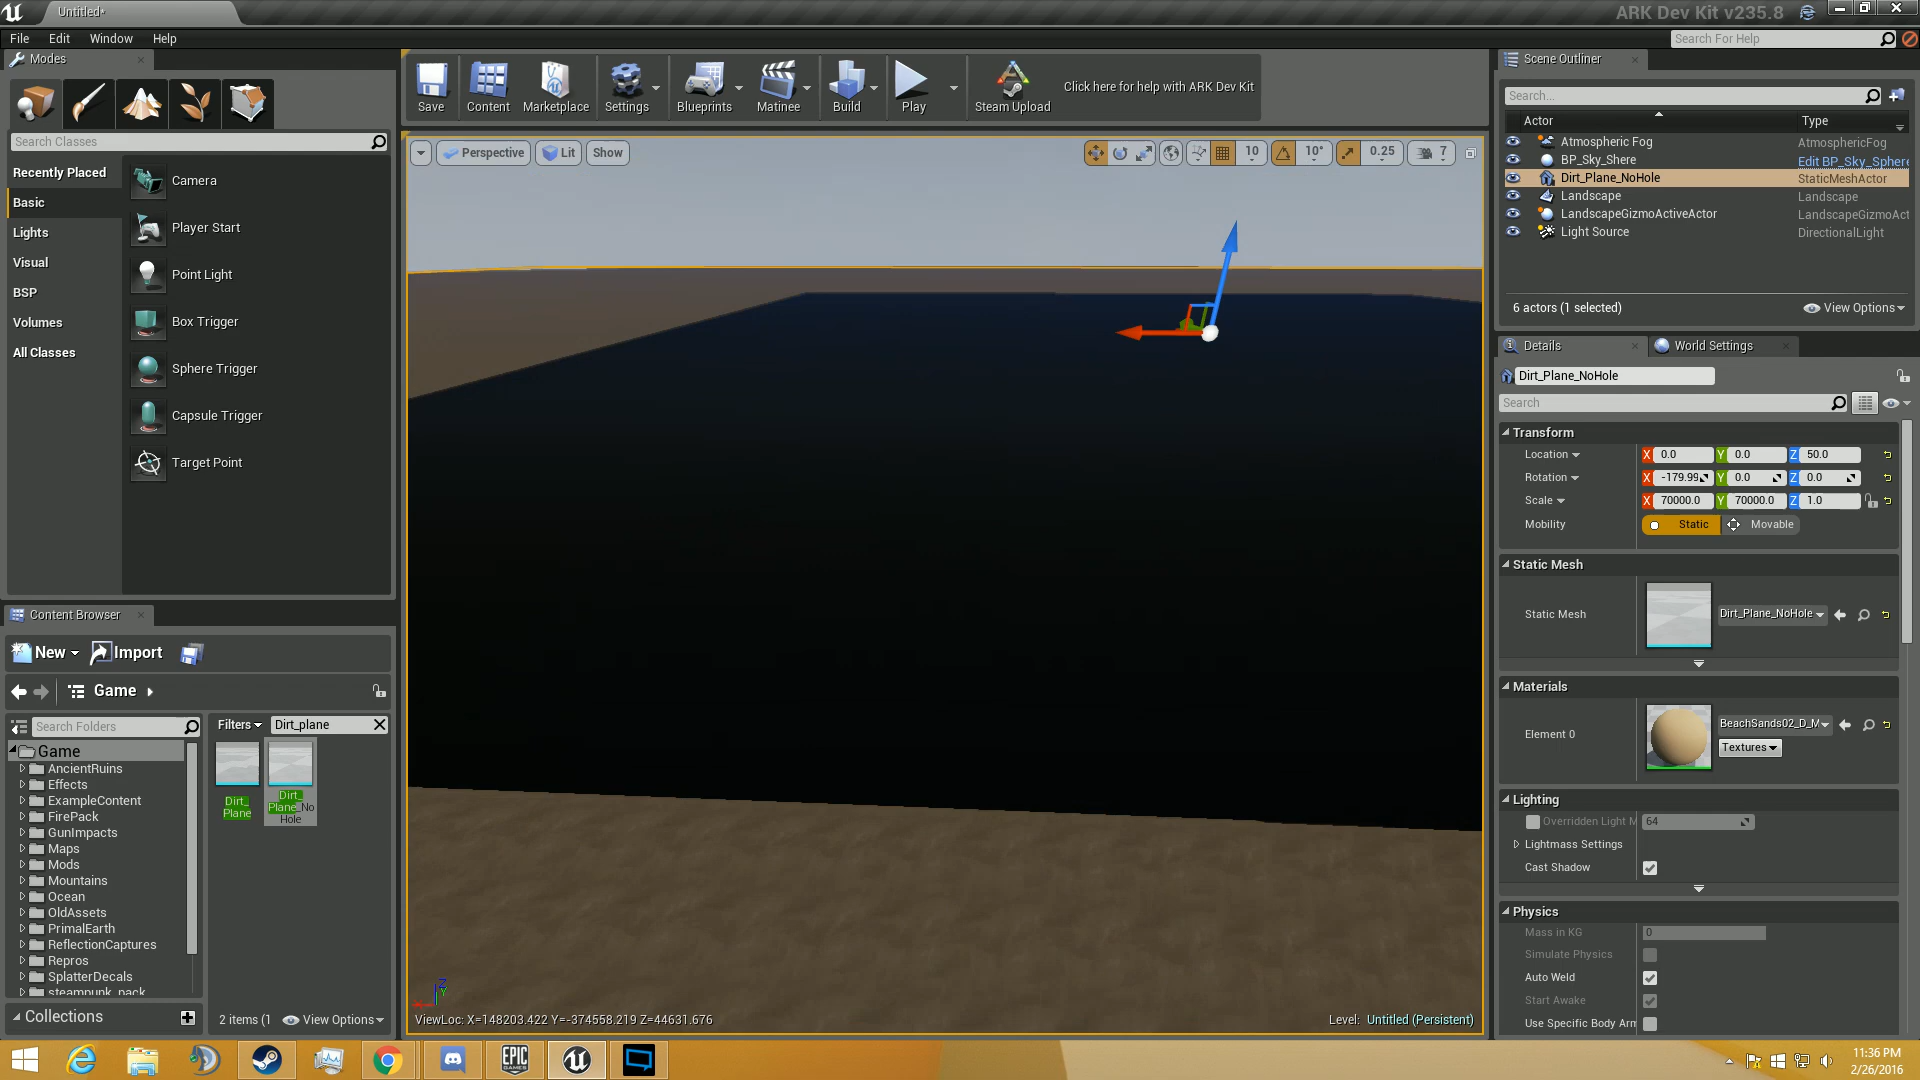 Untitled*
ARK Dev Kit v235.8
File Edit Window Help
Search For Help
Modes
Search Classes
Recently Placed
Basic
Lights
Visual
BSP
Volumes
All Classes
Camera
Player Start
Point Light
Box Trigger
Sphere Trigger
Capsule Trigger
Target Point
Save
Content
Marketplace
Settings
Blueprints
Matinee
Build
Play
Steam Upload
Click here for help with ARK Dev Kit
Perspective
Lit
Show
10
10°
0.25
7
ViewLoc: X=148203.422 Y=-374558.219 Z=44631.676
Level: Untitled (Persistent)
Content Browser
New
Import
Game
Search Folders
Filters
Dirt_plane
Game
AncientRuins
Effects
ExampleContent
FirePack
GunImpacts
Maps
Mods
Mountains
Ocean
OldAssets
PrimalEarth
ReflectionCaptures
Repros
SplatterDecals
steampunk_pack
Dirt_
Plane
Dirt_
Plane_No
Hole
Collections
2 items (1
View Options
Scene Outliner
Search...
Actor Type
Atmospheric Fog AtmosphericFog
BP_Sky_Shere Edit BP_Sky_Sphere
Dirt_Plane_NoHole StaticMeshActor
Landscape Landscape
LandscapeGizmoActiveActor LandscapeGizmoAct
Light Source DirectionalLight
6 actors (1 selected)
View Options
Details
World Settings
Dirt_Plane_NoHole
Search
Transform
Location X 0.0 Y 0.0 Z 50.0
Rotation X -179.99 Y 0.0 Z 0.0
Scale X 70000.0 Y 70000.0 Z 1.0
Mobility Static Movable
Static Mesh
Static Mesh Dirt_Plane_NoHole
Materials
Element 0 BeachSands02_D_M
Textures
Lighting
Overridden Light M 64
Lightmass Settings
Cast Shadow
Physics
Mass in KG 0
Simulate Physics
Auto Weld
Start Awake
Use Specific Body Arm
EPIC
GAMES
11:36 PM
2/26/2016